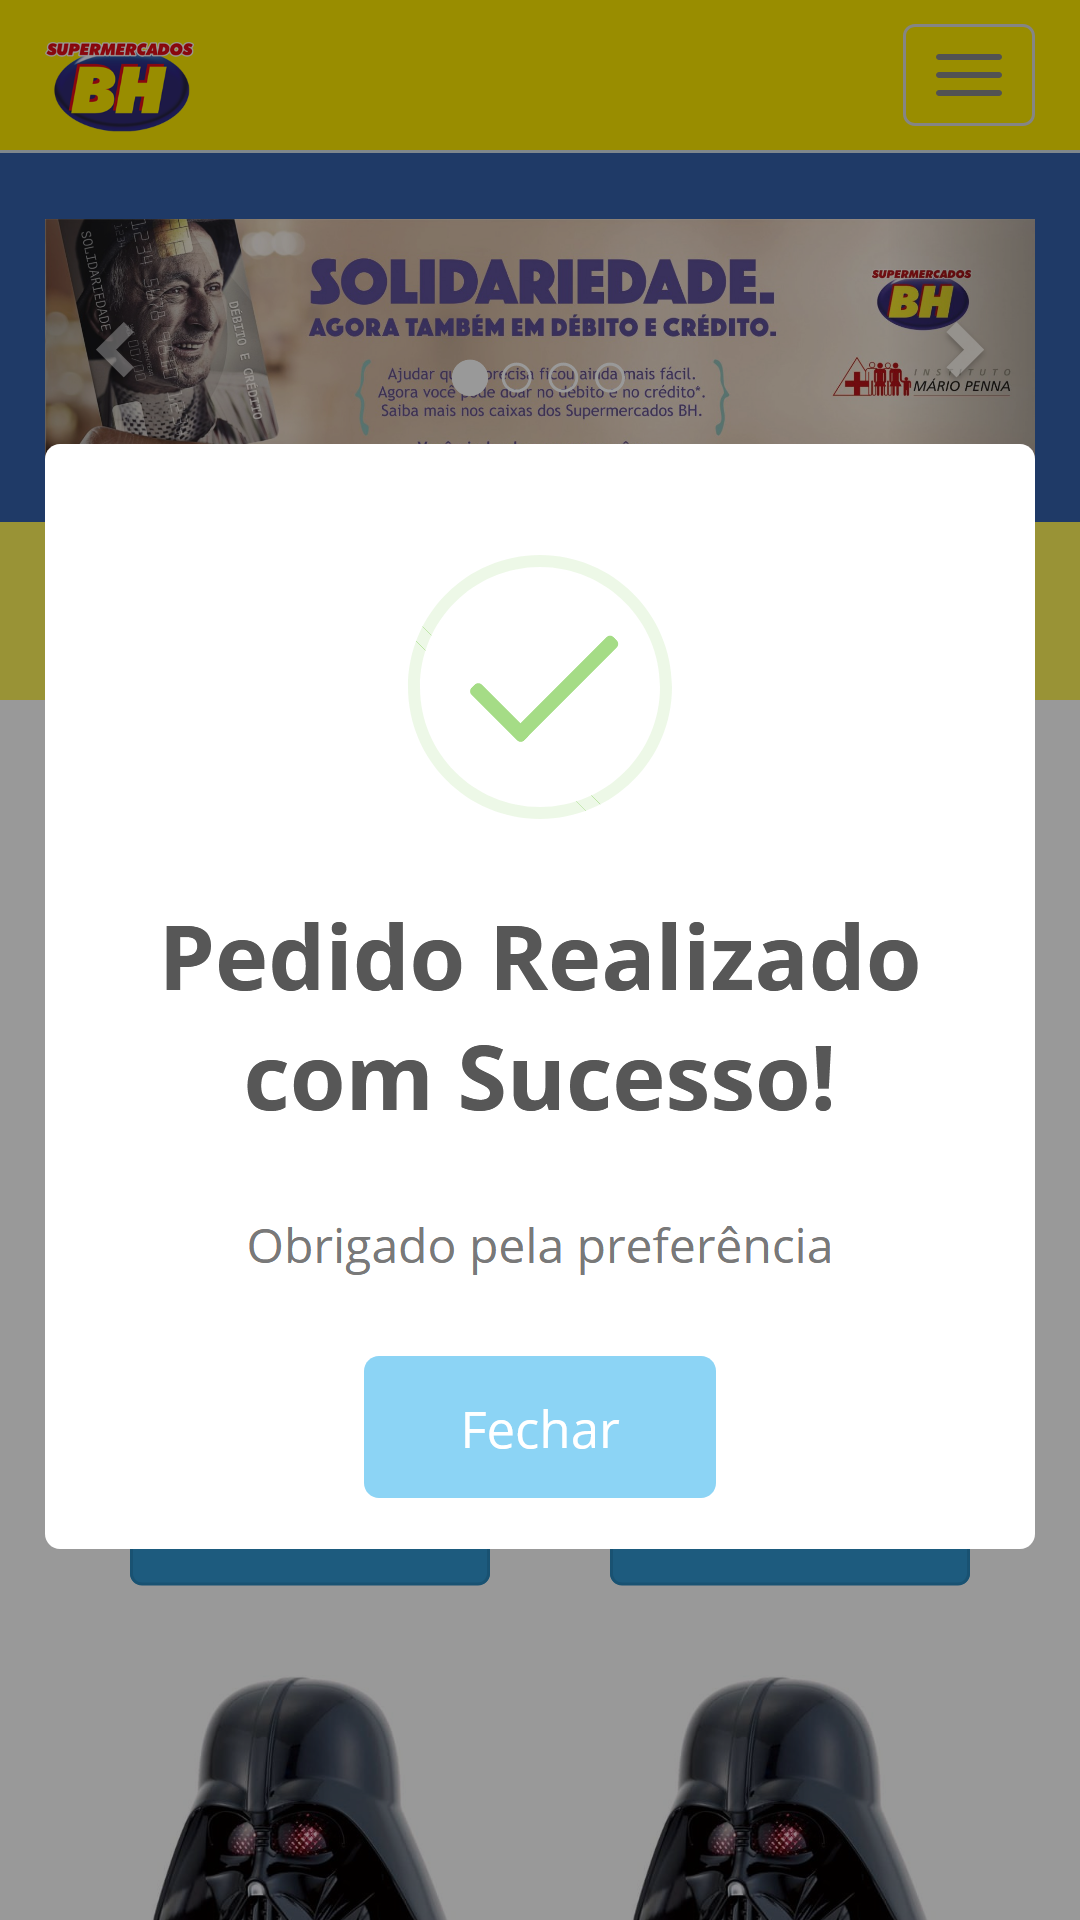 SUPERMERCADOS
BH
SOLIDARIEDADE
DÉBITO E CRÉDITO
SOLIDARIEDADE.
AGORA TAMBÉM EM DÉBITO E CRÉDITO.
Ajudar quem precisa ficou ainda mais fácil.
Agora você pode doar no débito e no crédito*.
Saiba mais nos caixas dos Supermercados BH.
SUPERMERCADOS
BH
INSTITUTO
MÁRIO PENNA
Pedido Realizado
com Sucesso!
Obrigado pela preferência
Fechar